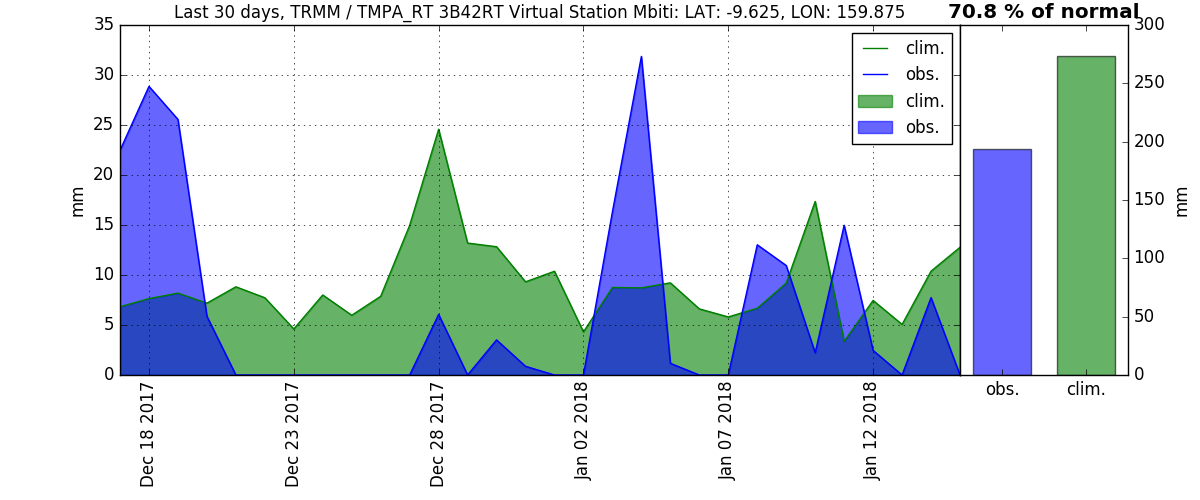 Last 30 days, TRMM / TMPA_RT 3B42RT Virtual Station Mbiti: LAT: -9.625, LON: 159.875
70.8 % of normal
35
30
25
20
15
10
5
0
mm
clim.
obs.
clim.
obs.
300
250
200
150
100
50
0
mm
Dec 18 2017
Dec 23 2017
Dec 28 2017
Jan 02 2018
Jan 07 2018
Jan 12 2018
obs.
clim.